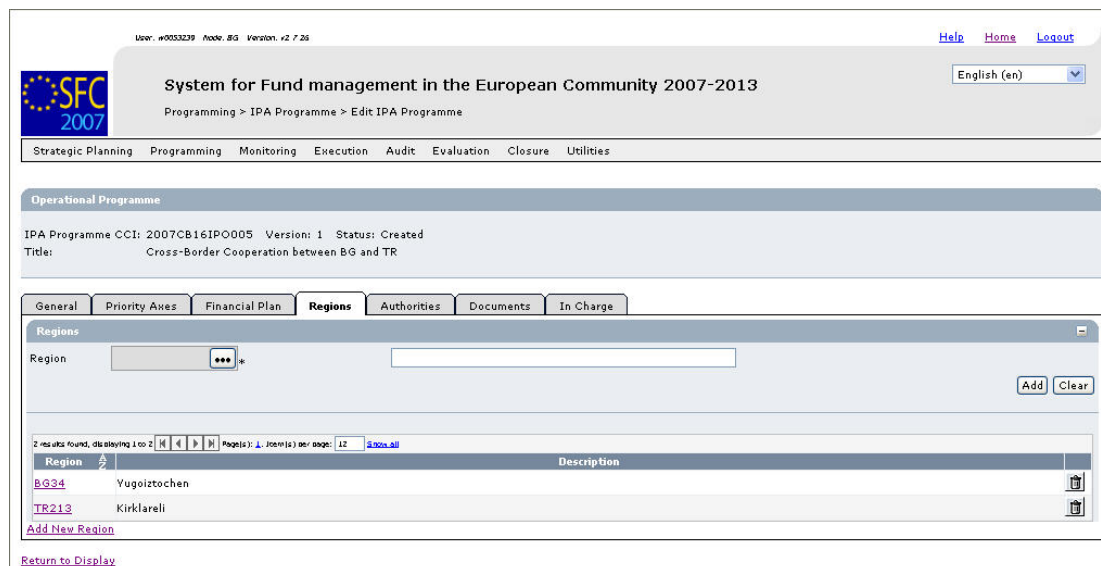 User. w0053239 Node. BG Version. v2 7 26
Help Home Logout
SFC
2007
System for Fund management in the European Community 2007-2013
English (en)
Programming > IPA Programme > Edit IPA Programme
Strategic Planning Programming Monitoring Execution Audit Evaluation Closure Utilities
Operational Programme
IPA Programme CCI: 2007CB16IPO005 Version: 1 Status: Created
Title: Cross-Border Cooperation between BG and TR
General Priority Axes Financial Plan Regions Authorities Documents In Charge
Regions
Region ... *
Add Clear
2 results found, displaying 1 to 2 Page(s): 1. Item(s) per page: 12 Show all
Region A Z Description
BG34 Yugoiztochen
TR213 Kirklareli
Add New Region
Return to Display